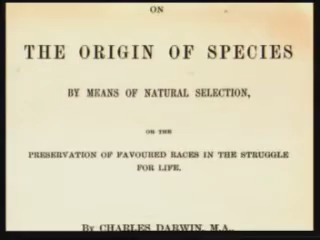 ON
THE ORIGIN OF SPECIES
BY MEANS OF NATURAL SELECTION,
OR THE
PRESERVATION OF FAVOURED RACES IN THE STRUGGLE
FOR LIFE.
BY CHARLES DARWIN, M.A.,